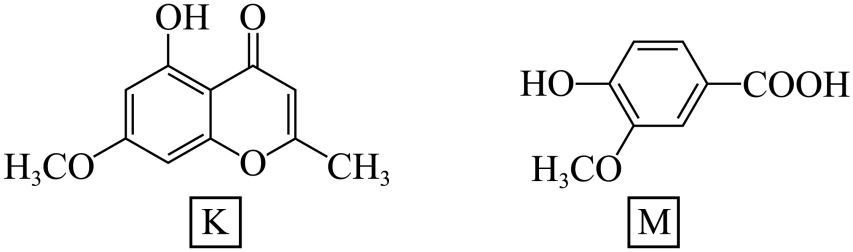 OH O
O
H₃CO CH₃
K
HO COOH
H₃CO
M